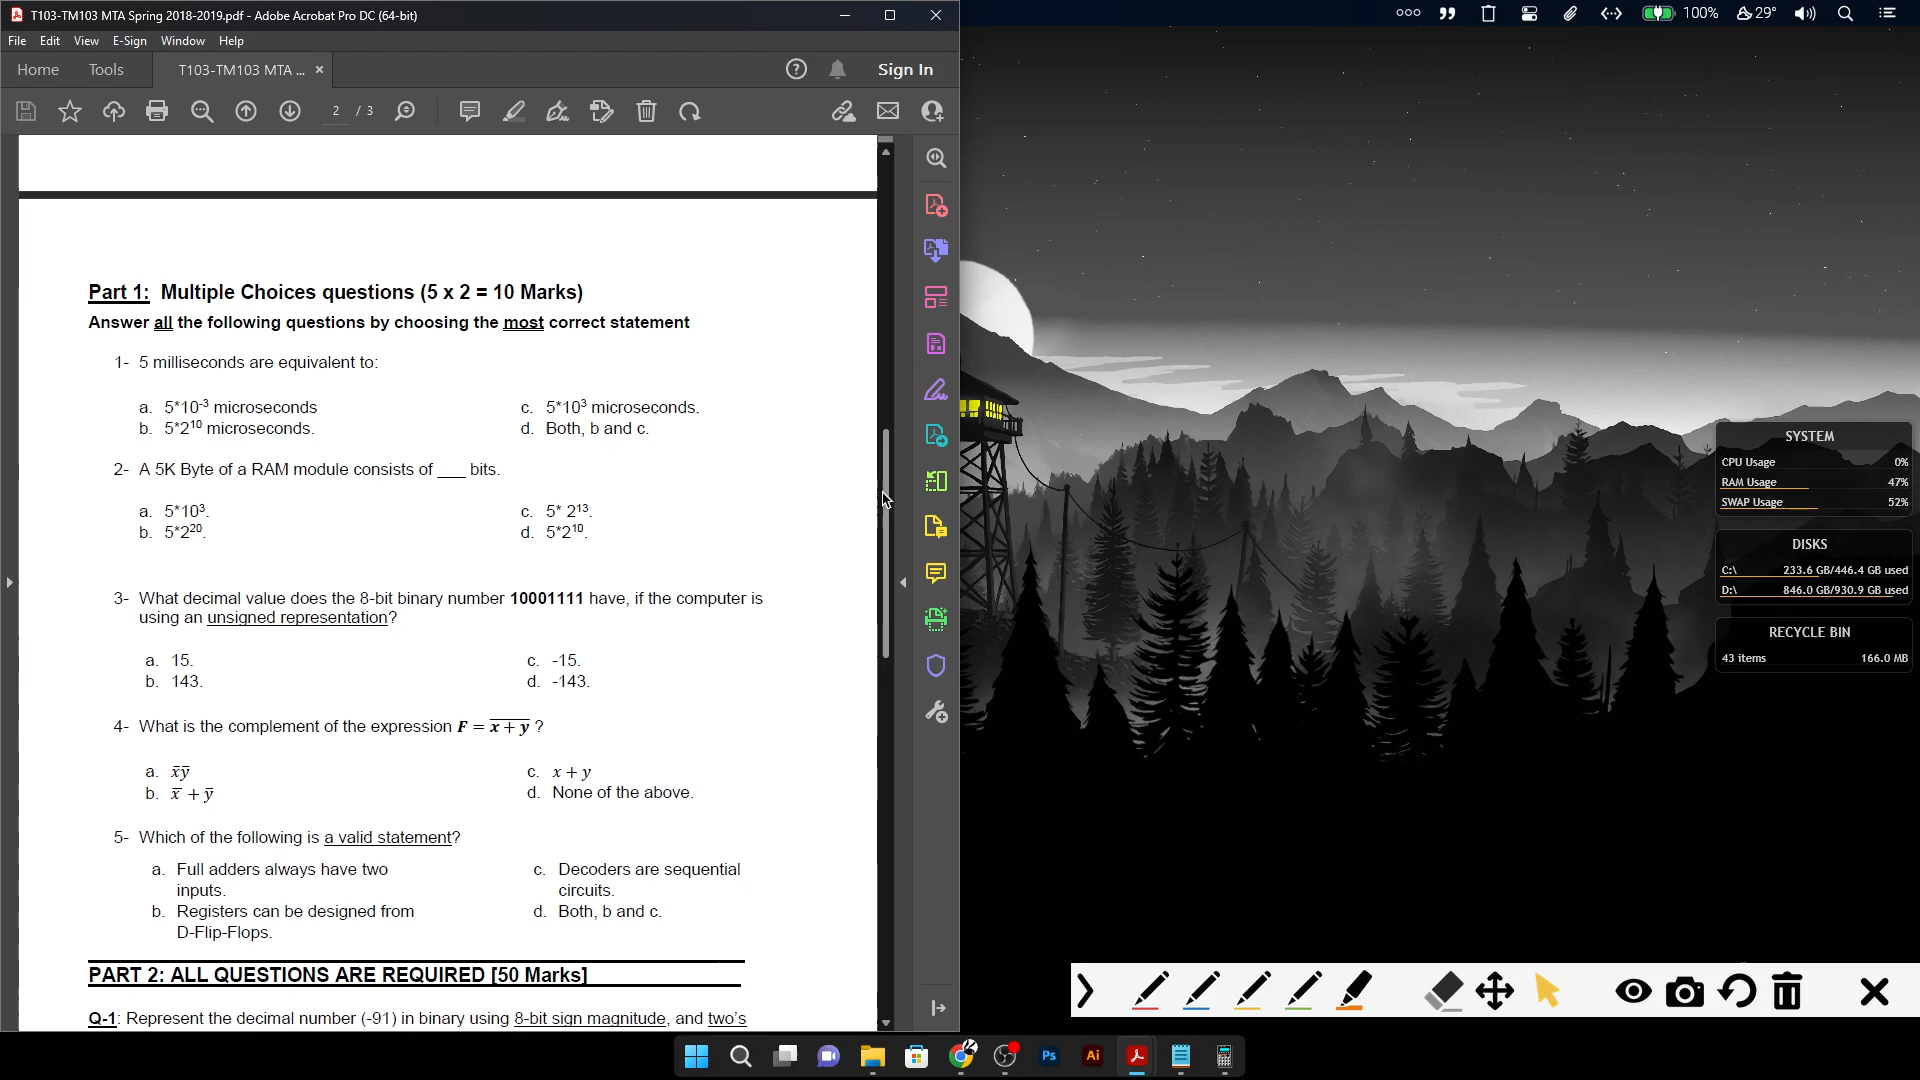 T103-TM103 MTA Spring 2018-2019.pdf - Adobe Acrobat Pro DC (64-bit)
100% 29°
File Edit View E-Sign Window Help
Home Tools T103-TM103 MTA ... × Sign In
2 / 3
Part 1: Multiple Choices questions (5 x 2 = 10 Marks)
Answer all the following questions by choosing the most correct statement
1- 5 milliseconds are equivalent to:
a. 5*10⁻³ microseconds
b. 5*2¹⁰ microseconds.
c. 5*10³ microseconds.
d. Both, b and c.
2- A 5K Byte of a RAM module consists of ___ bits.
a. 5*10³.
b. 5*2²⁰.
c. 5* 2¹³.
d. 5*2¹⁰.
3- What decimal value does the 8-bit binary number 10001111 have, if the computer is
using an unsigned representation?
a. 15.
b. 143.
c. -15.
d. -143.
4- What is the complement of the expression F = x̅ ̅+̅ ̅y̅ ?
a. x̅y̅
b. x̅ + y̅
c. x + y
d. None of the above.
5- Which of the following is a valid statement?
a. Full adders always have two
inputs.
b. Registers can be designed from
D-Flip-Flops.
c. Decoders are sequential
circuits.
d. Both, b and c.
PART 2: ALL QUESTIONS ARE REQUIRED [50 Marks]
Q-1: Represent the decimal number (-91) in binary using 8-bit sign magnitude, and two's
SYSTEM
CPU Usage 0%
RAM Usage 47%
SWAP Usage 52%
DISKS
C:\ 233.6 GB/446.4 GB used
D:\ 846.0 GB/930.9 GB used
RECYCLE BIN
43 items 166.0 MB
Ps Ai